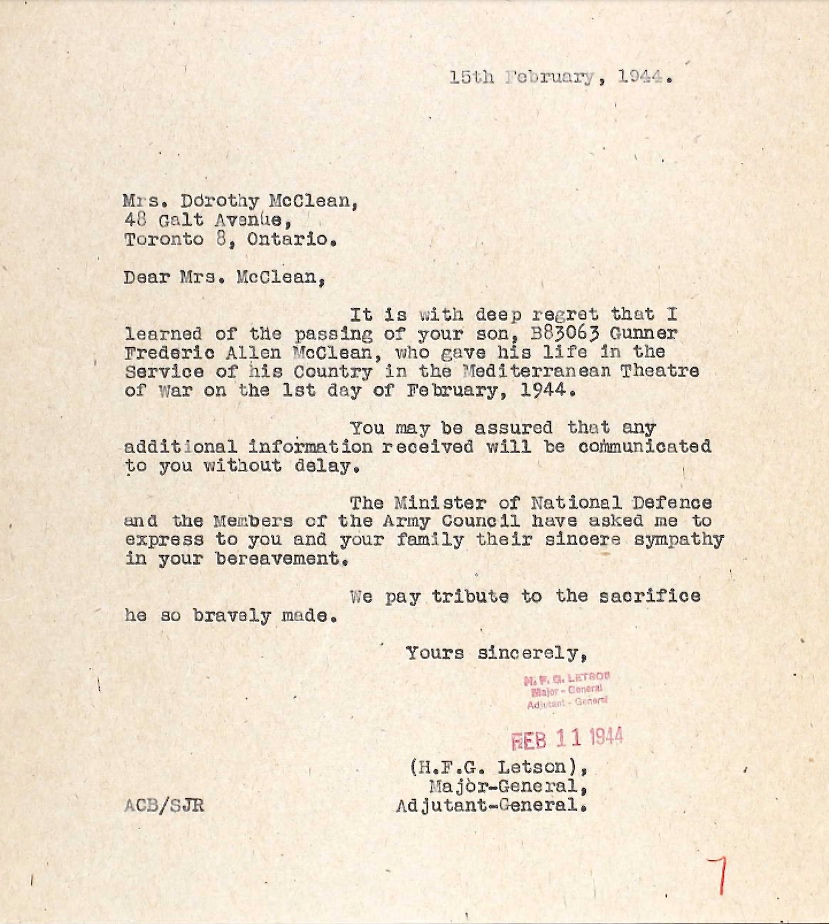 15th February, 1944.
Mrs. Dorothy McClean,
48 Galt Avenue,
Toronto 8, Ontario.
Dear Mrs. McClean,
It is with deep regret that I
learned of the passing of your son, B83063 Gunner
Frederic Allen McClean, who gave his life in the
Service of his Country in the Mediterranean Theatre
of War on the 1st day of February, 1944.
You may be assured that any
additional information received will be communicated
to you without delay.
The Minister of National Defence
and the Members of the Army Council have asked me to
express to you and your family their sincere sympathy
in your bereavement.
We pay tribute to the sacrifice
he so bravely made.
Yours sincerely,
H. F. G. LETSON
Major - General
Adjutant - General
FEB 11 1944
(H.F.G. Letson),
Major-General,
ACB/SJR Adjutant-General.
7